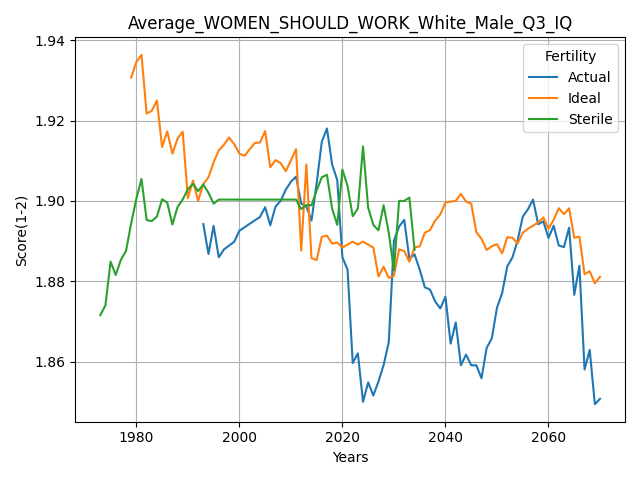 Average_WOMEN_SHOULD_WORK_White_Male_Q3_IQ
Fertility
Actual
Ideal
Sterile
Score(1-2)
1.94
1.92
1.90
1.88
1.86
1980
2000
2020
2040
2060
Years